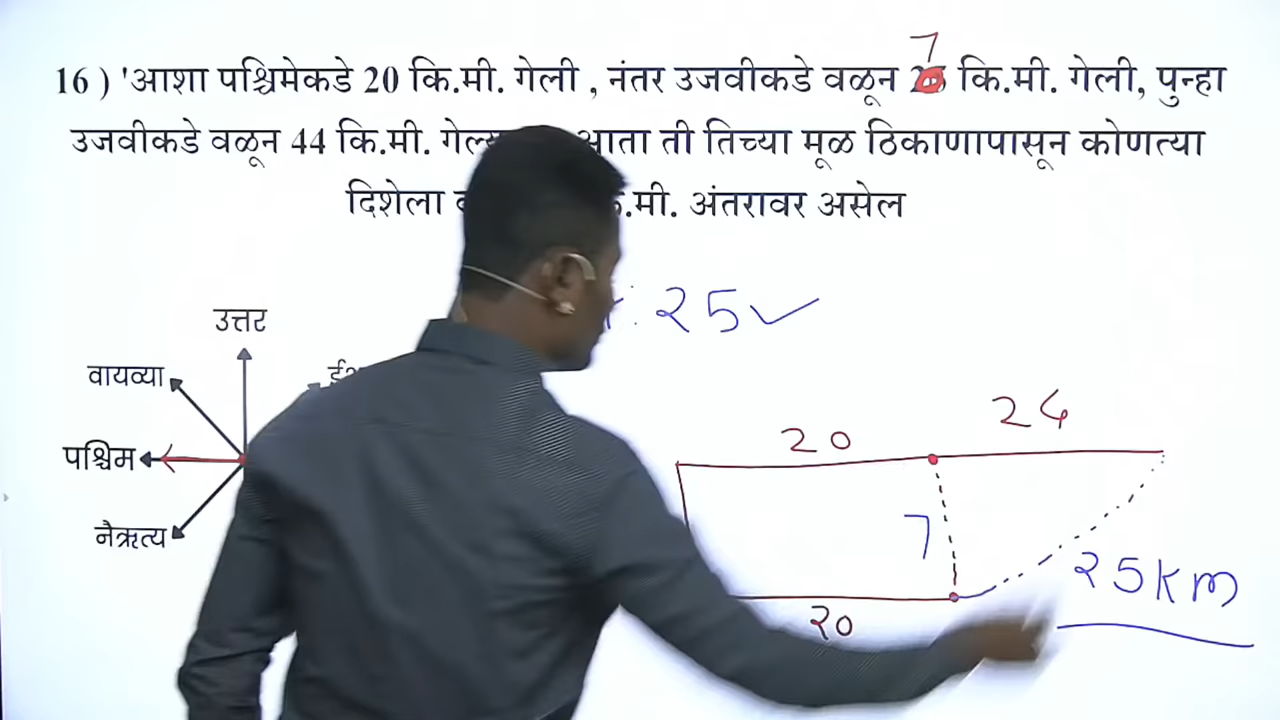 7
16 ) 'आशा पश्चिमेकडे 20 कि.मी. गेली , नंतर उजवीकडे वळून कि.मी. गेली, पुन्हा
उजवीकडे वळून 44 कि.मी. आता ती तिच्या मूळ ठिकाणापासून कोणत्या
दिशेला कि.मी. अंतरावर असेल
: 25
उत्तर
वायव्या
पश्चिम
नैऋत्य
20
24
7
25km
20